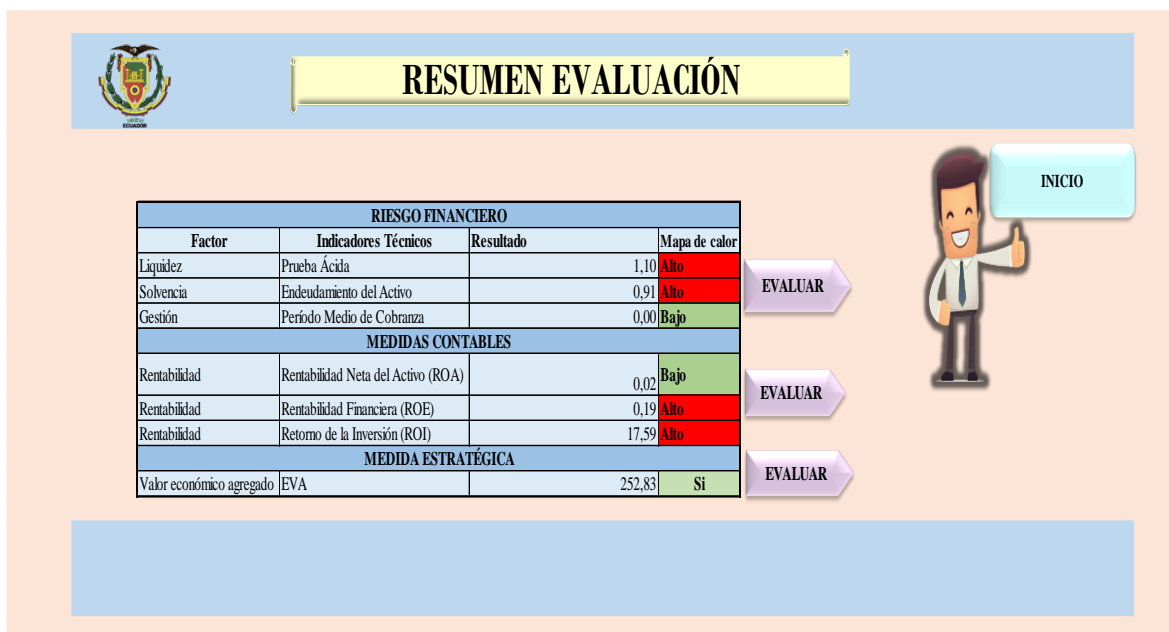 RESUMEN EVALUACIÓN
ECUADOR
INICIO
RIESGO FINANCIERO
Factor Indicadores Técnicos Resultado Mapa de calor
Liquidez Prueba Ácida 1,10 Alto
Solvencia Endeudamiento del Activo 0,91 Alto
Gestión Período Medio de Cobranza 0,00 Bajo
EVALUAR
MEDIDAS CONTABLES
Rentabilidad Rentabilidad Neta del Activo (ROA) 0,02 Bajo
Rentabilidad Rentabilidad Financiera (ROE) 0,19 Alto
Rentabilidad Retorno de la Inversión (ROI) 17,59 Alto
EVALUAR
MEDIDA ESTRATÉGICA
Valor económico agregado EVA 252,83 Si
EVALUAR